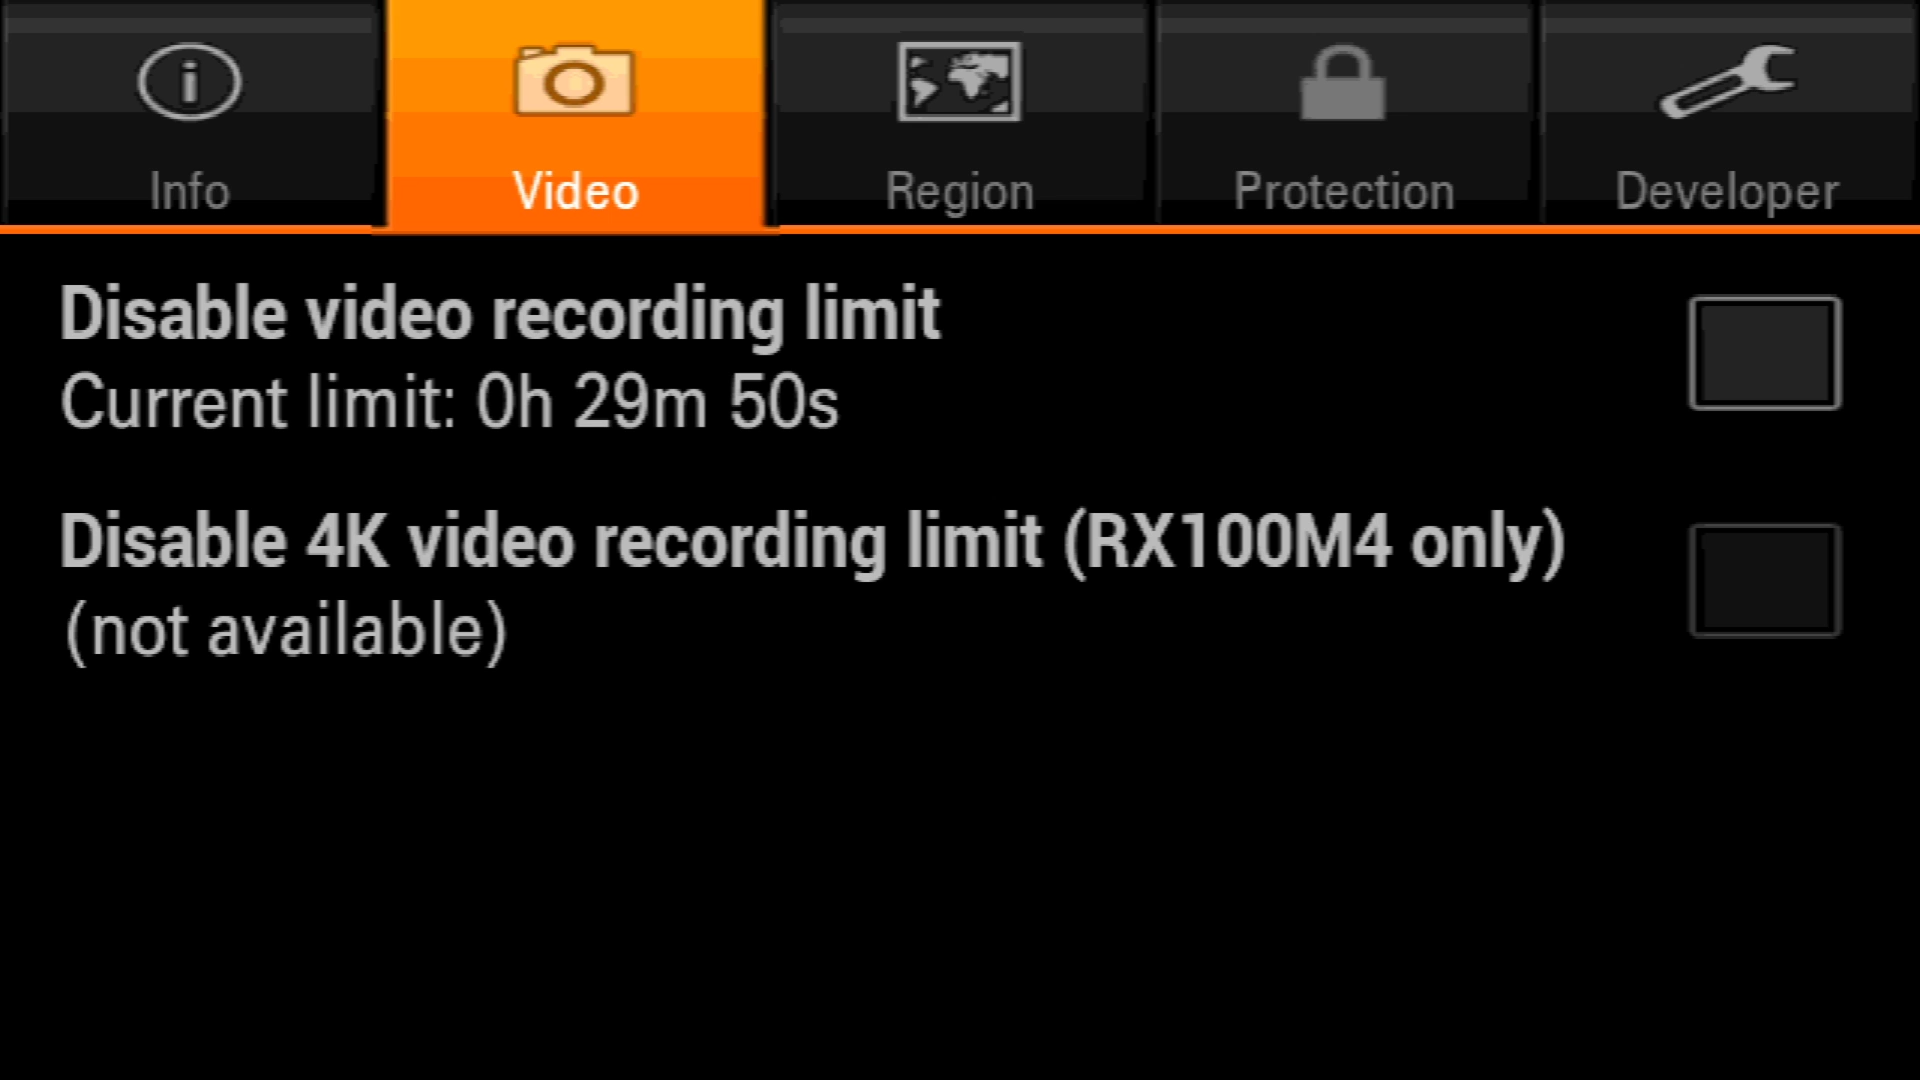 Info
Video
Region
Protection
Developer
Disable video recording limit
Current limit: 0h 29m 50s
Disable 4K video recording limit (RX100M4 only)
(not available)